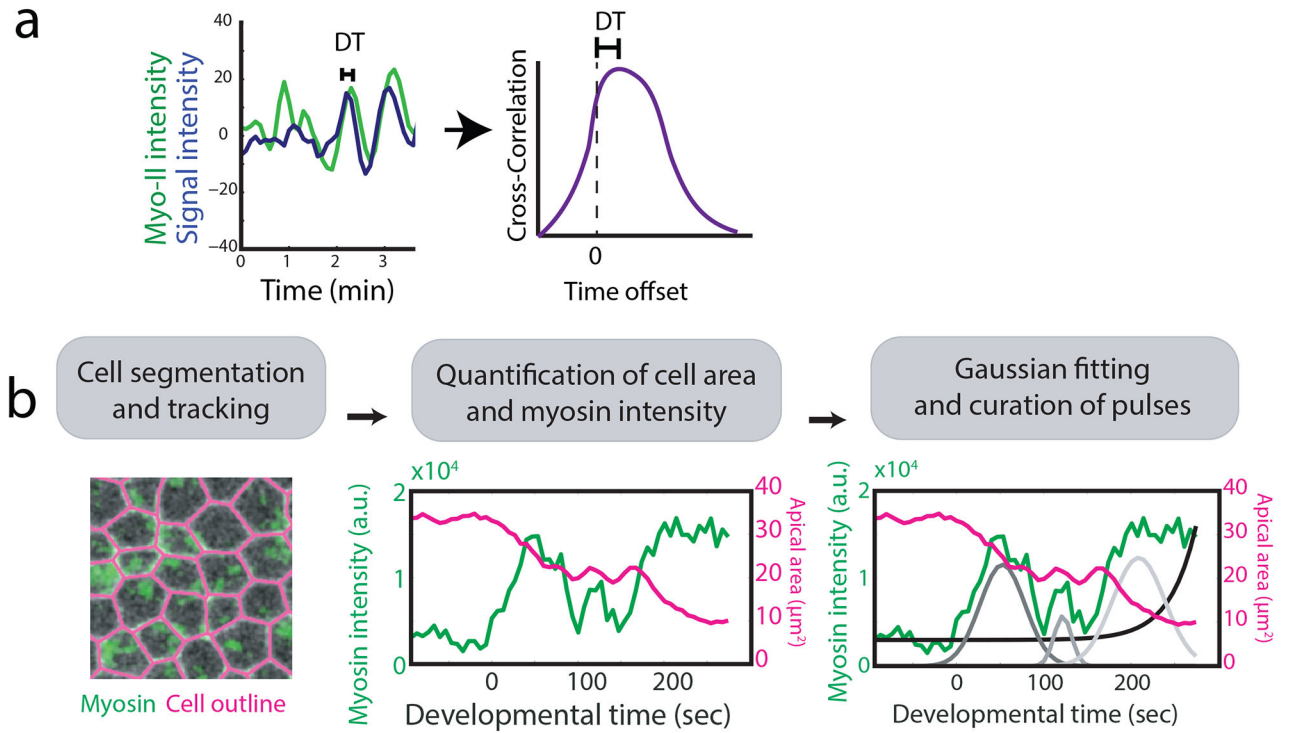 a
40
20
0
−20
−40
Myo-II intensity
Signal intensity
DT
0 1 2 3
Time (min)
DT
Cross-Correlation
0
Time offset
b
Cell segmentation
and tracking
Quantification of cell area
and myosin intensity
Gaussian fitting
and curation of pulses
Myosin Cell outline
x10⁴
2
1
0
Myosin intensity (a.u.)
40
30
20
10
0
Apical area (µm²)
0 100 200
Developmental time (sec)
x10⁴
2
1
0
Myosin intensity (a.u.)
40
30
20
10
0
Apical area (µm²)
0 100 200
Developmental time (sec)